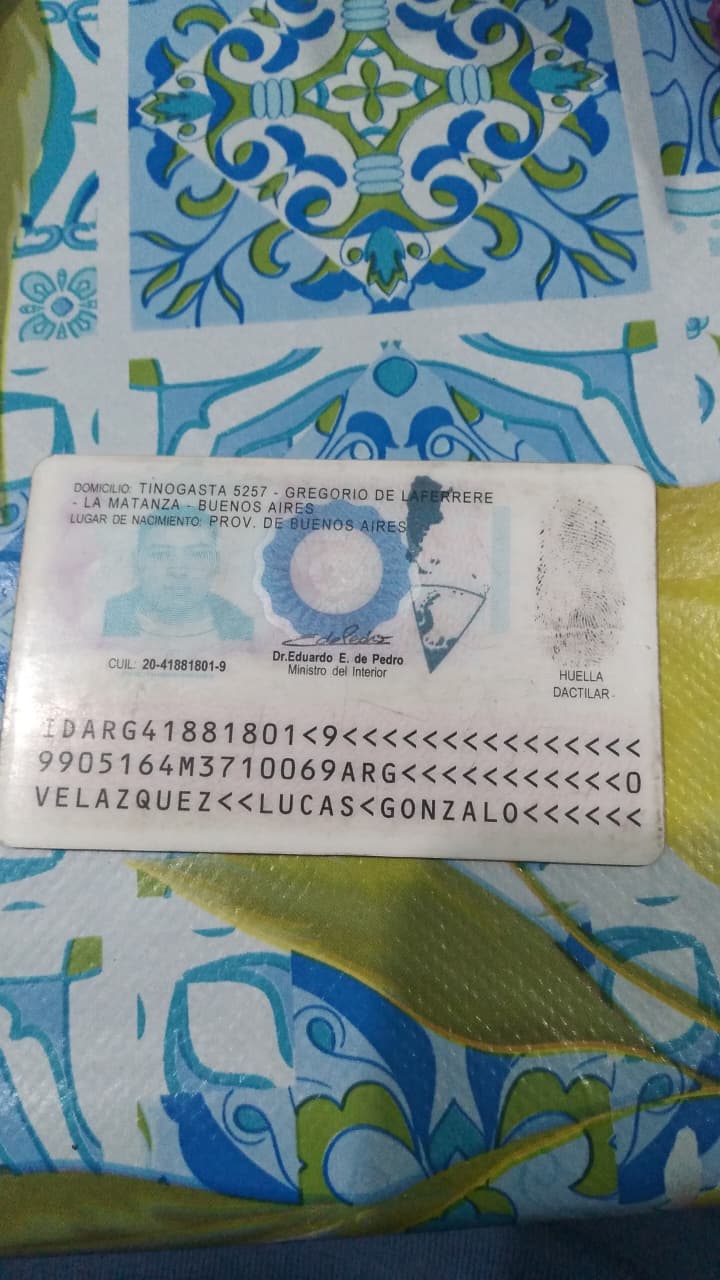 DOMICILIO: TINOGASTA 5257 - GREGORIO DE LAFERRERE
- LA MATANZA - BUENOS AIRES
LUGAR DE NACIMIENTO: PROV. DE BUENOS AIRES
CUIL: 20-41881801-9
Dr.Eduardo E. de Pedro
Ministro del Interior
HUELLA
DACTILAR
IDARG41881801<9<<<<<<<<<<<<<<<
9905164M3710069ARG<<<<<<<<<<<0
VELAZQUEZ<<LUCAS<GONZALO<<<<<<